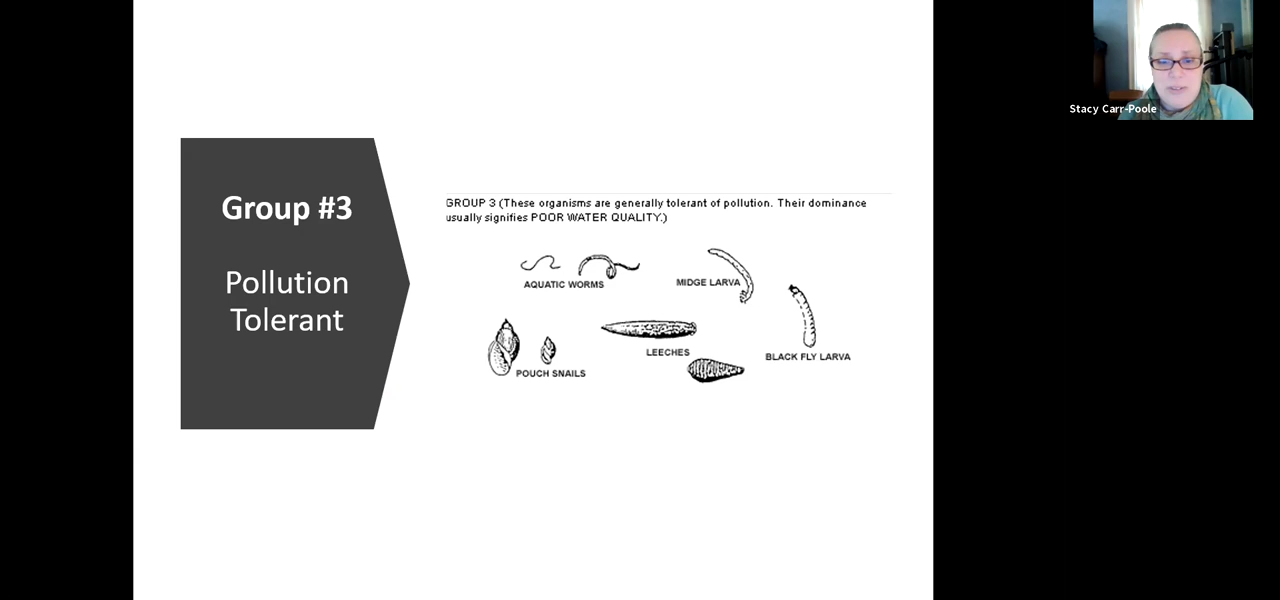 Group #3
Pollution
Tolerant
GROUP 3 (These organisms are generally tolerant of pollution. Their dominance
usually signifies POOR WATER QUALITY.)
AQUATIC WORMS
MIDGE LARVA
LEECHES
BLACK FLY LARVA
POUCH SNAILS
Stacy Carr-Poole